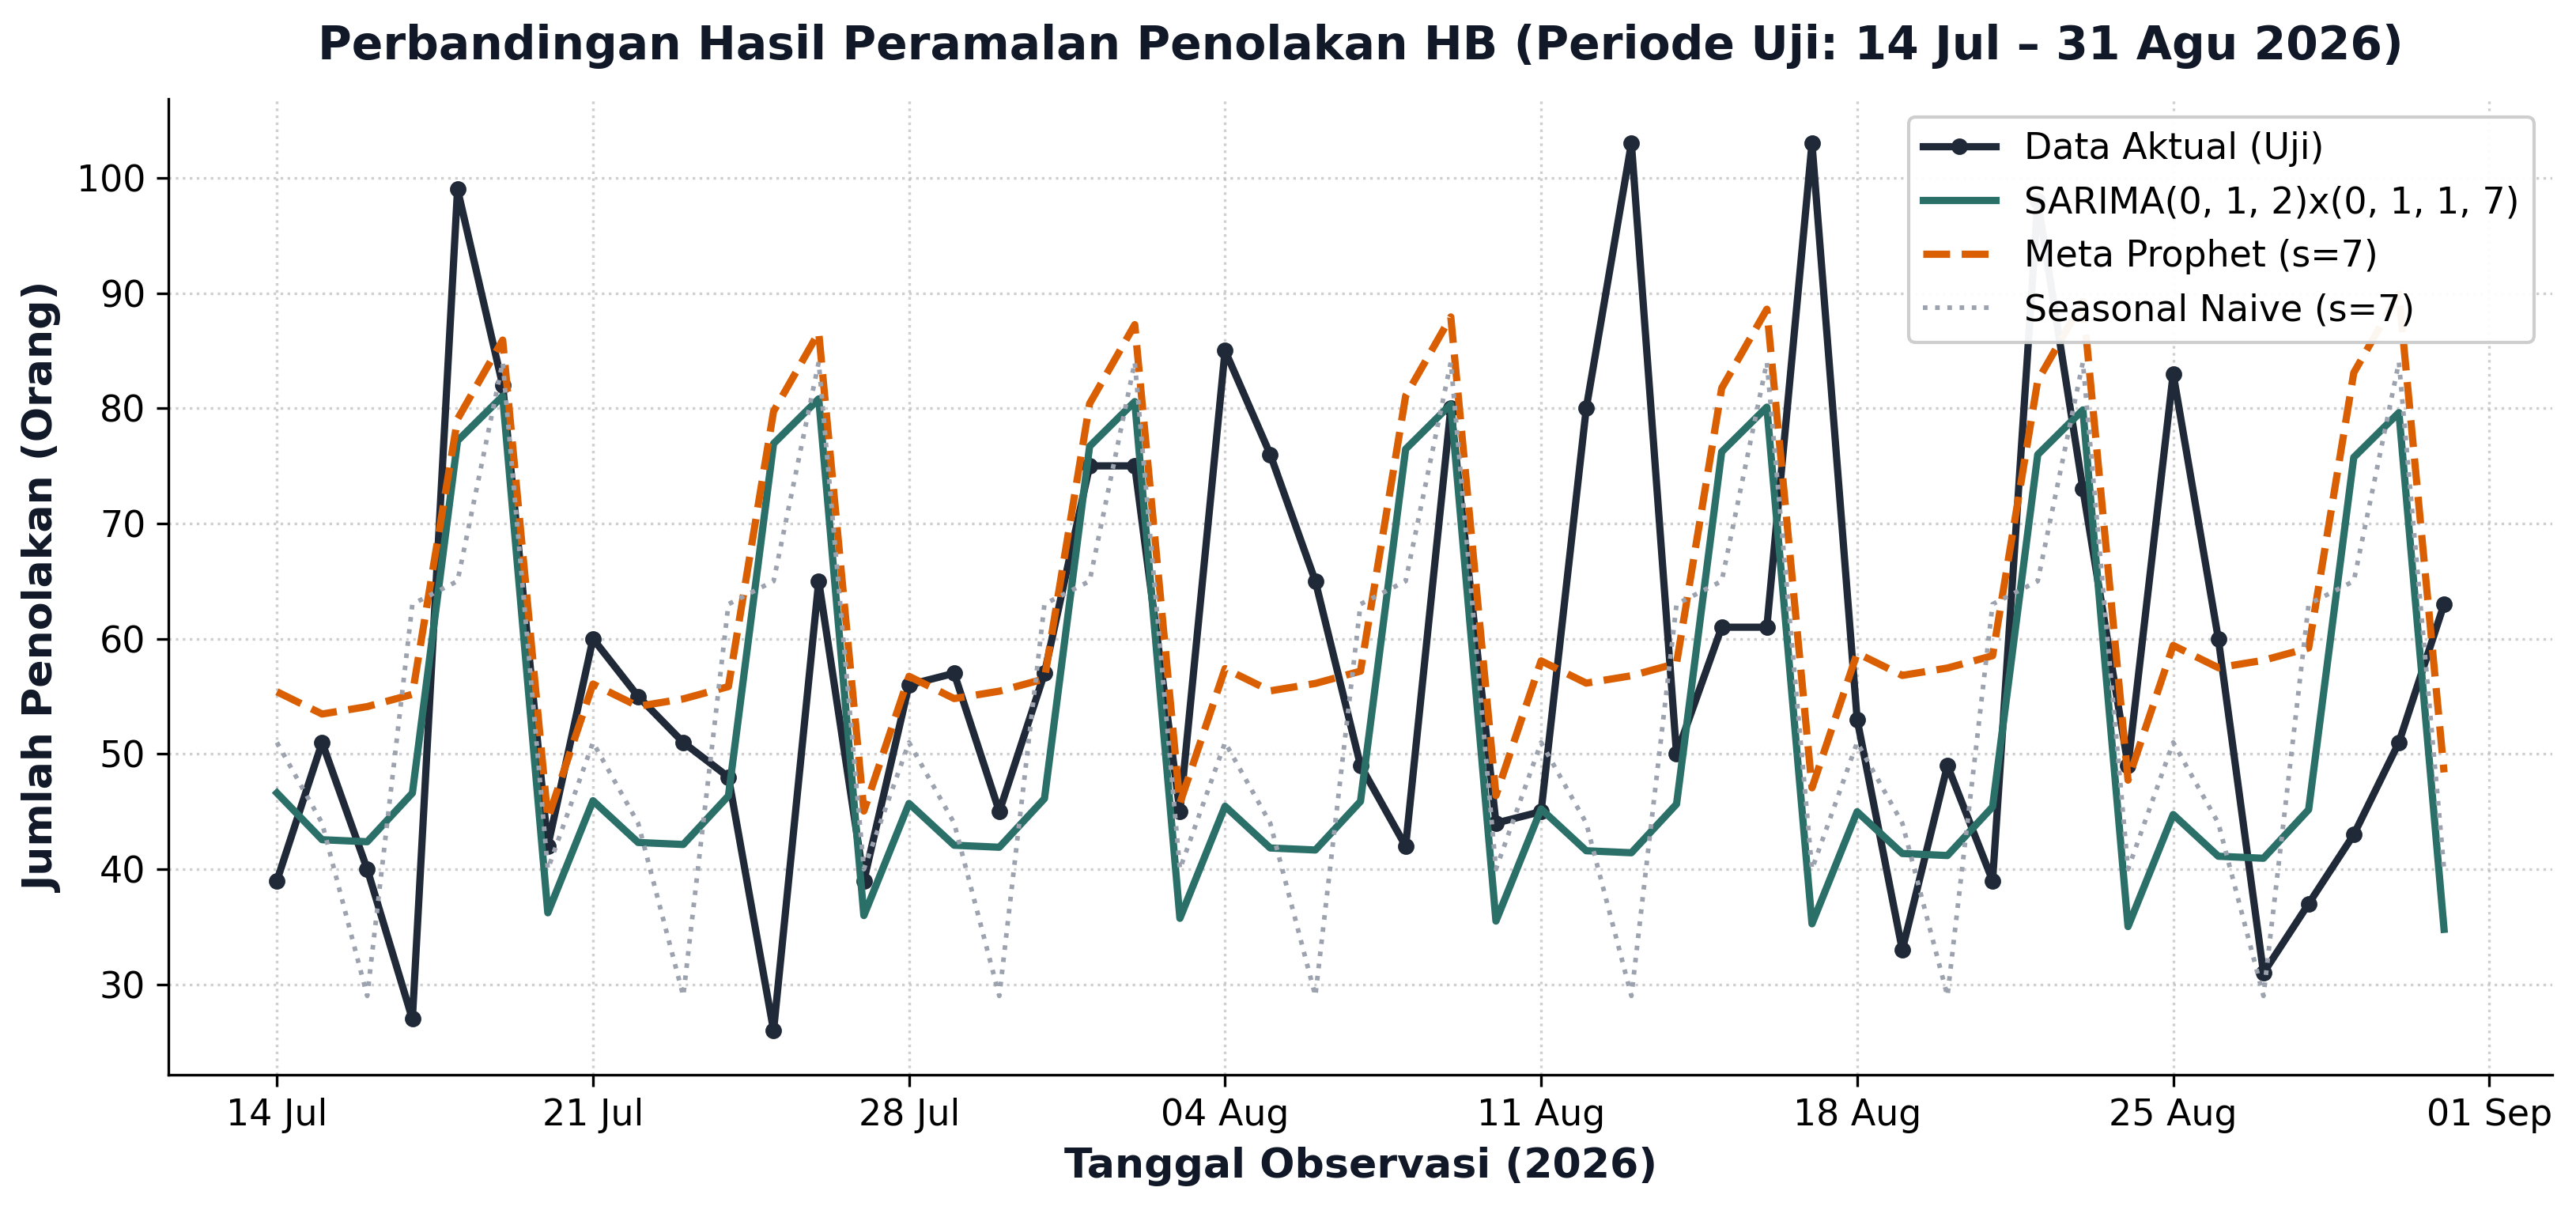 Perbandingan Hasil Peramalan Penolakan HB (Periode Uji: 14 Jul – 31 Agu 2026)
Jumlah Penolakan (Orang)
100
90
80
70
60
50
40
30
Data Aktual (Uji)
SARIMA(0, 1, 2)x(0, 1, 1, 7)
Meta Prophet (s=7)
Seasonal Naive (s=7)
14 Jul
21 Jul
28 Jul
04 Aug
11 Aug
18 Aug
25 Aug
01 Sep
Tanggal Observasi (2026)